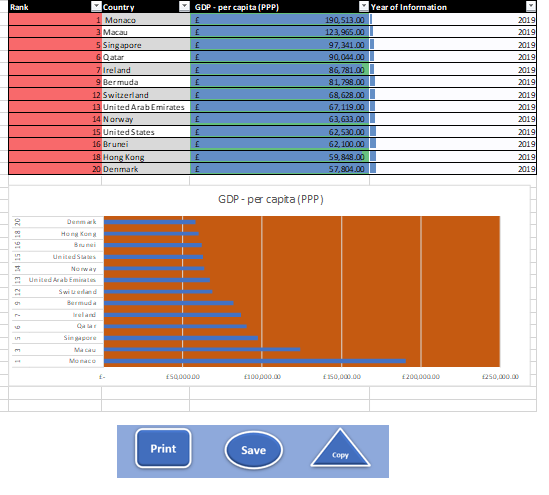 Rank Country GDP - per capita (PPP) Year of Information
1 Monaco £ 190,513.00 2019
3 Macau £ 123,965.00 2019
5 Singapore £ 97,341.00 2019
6 Qatar £ 90,044.00 2019
7 Ireland £ 86,781.00 2019
9 Bermuda £ 81,798.00 2019
12 Switzerland £ 68,628.00 2019
13 United Arab Emirates £ 67,119.00 2019
14 Norway £ 63,633.00 2019
15 United States £ 62,530.00 2019
16 Brunei £ 62,100.00 2019
18 Hong Kong £ 59,848.00 2019
20 Denmark £ 57,804.00 2019
GDP - per capita (PPP)
20 Denmark
18 Hong Kong
16 Brunei
15 United States
14 Norway
13 United Arab Emirates
12 Switzerland
9 Bermuda
7 Ireland
6 Qatar
5 Singapore
3 Macau
1 Monaco
£- £50,000.00 £100,000.00 £150,000.00 £200,000.00 £250,000.00
Print Save Copy